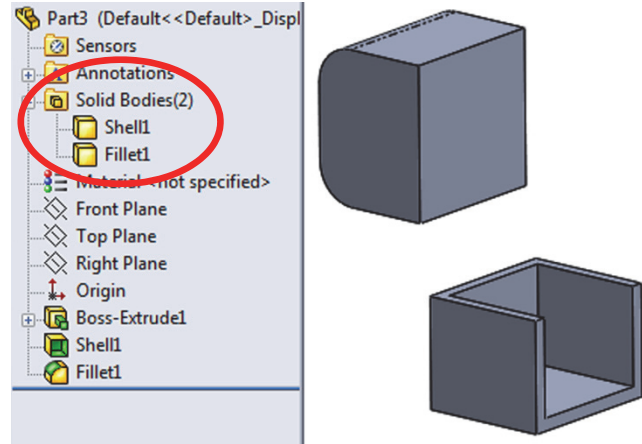 Part3 (Default<<Default>_Displ
Sensors
Annotations
Solid Bodies(2)
Shell1
Fillet1
Material <not specified>
Front Plane
Top Plane
Right Plane
Origin
Boss-Extrude1
Shell1
Fillet1